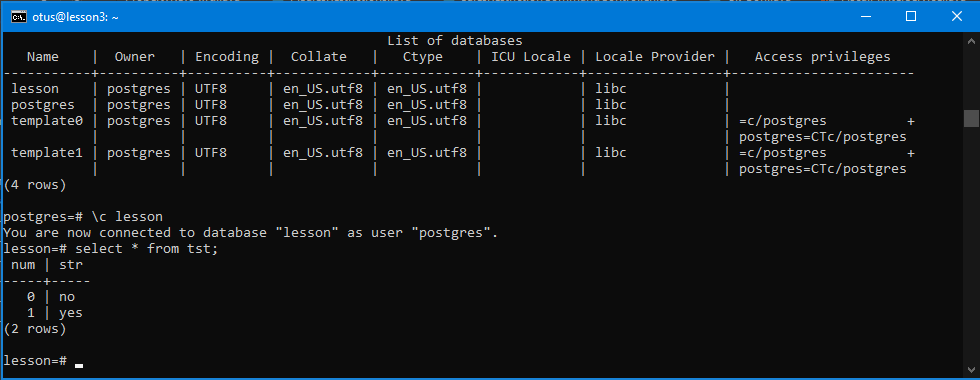 otus@lesson3: ~
List of databases
Name | Owner | Encoding | Collate | Ctype | ICU Locale | Locale Provider | Access privileges
-----------+----------+----------+------------+------------+------------+-----------------+-----------------------
lesson | postgres | UTF8 | en_US.utf8 | en_US.utf8 | | libc |
postgres | postgres | UTF8 | en_US.utf8 | en_US.utf8 | | libc |
template0 | postgres | UTF8 | en_US.utf8 | en_US.utf8 | | libc | =c/postgres +
| | | | | | | postgres=CTc/postgres
template1 | postgres | UTF8 | en_US.utf8 | en_US.utf8 | | libc | =c/postgres +
| | | | | | | postgres=CTc/postgres
(4 rows)
postgres=# \c lesson
You are now connected to database "lesson" as user "postgres".
lesson=# select * from tst;
num | str
-----+-----
0 | no
1 | yes
(2 rows)
lesson=#